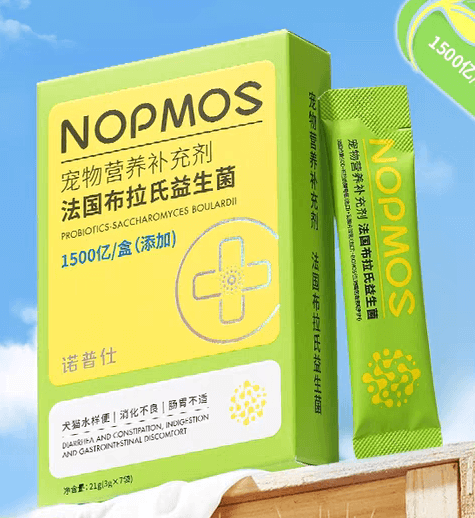 1500亿
NOPMOS
宠物营养补充剂
法国布拉氏益生菌
PROBIOTICS·SACCHAROMYCES BOULARDII
1500亿/盒(添加)
诺普仕
犬猫水样便 | 消化不良 | 肠胃不适
DIARRHEA AND CONSTIPATION, INDIGESTION
AND GASTROINTESTINAL DISCOMFORT
净含量:21g(3g×7袋)
宠物营养补充剂 法国布拉氏益生菌
NOPMOS
宠物营养补充剂 法国布拉氏益生菌